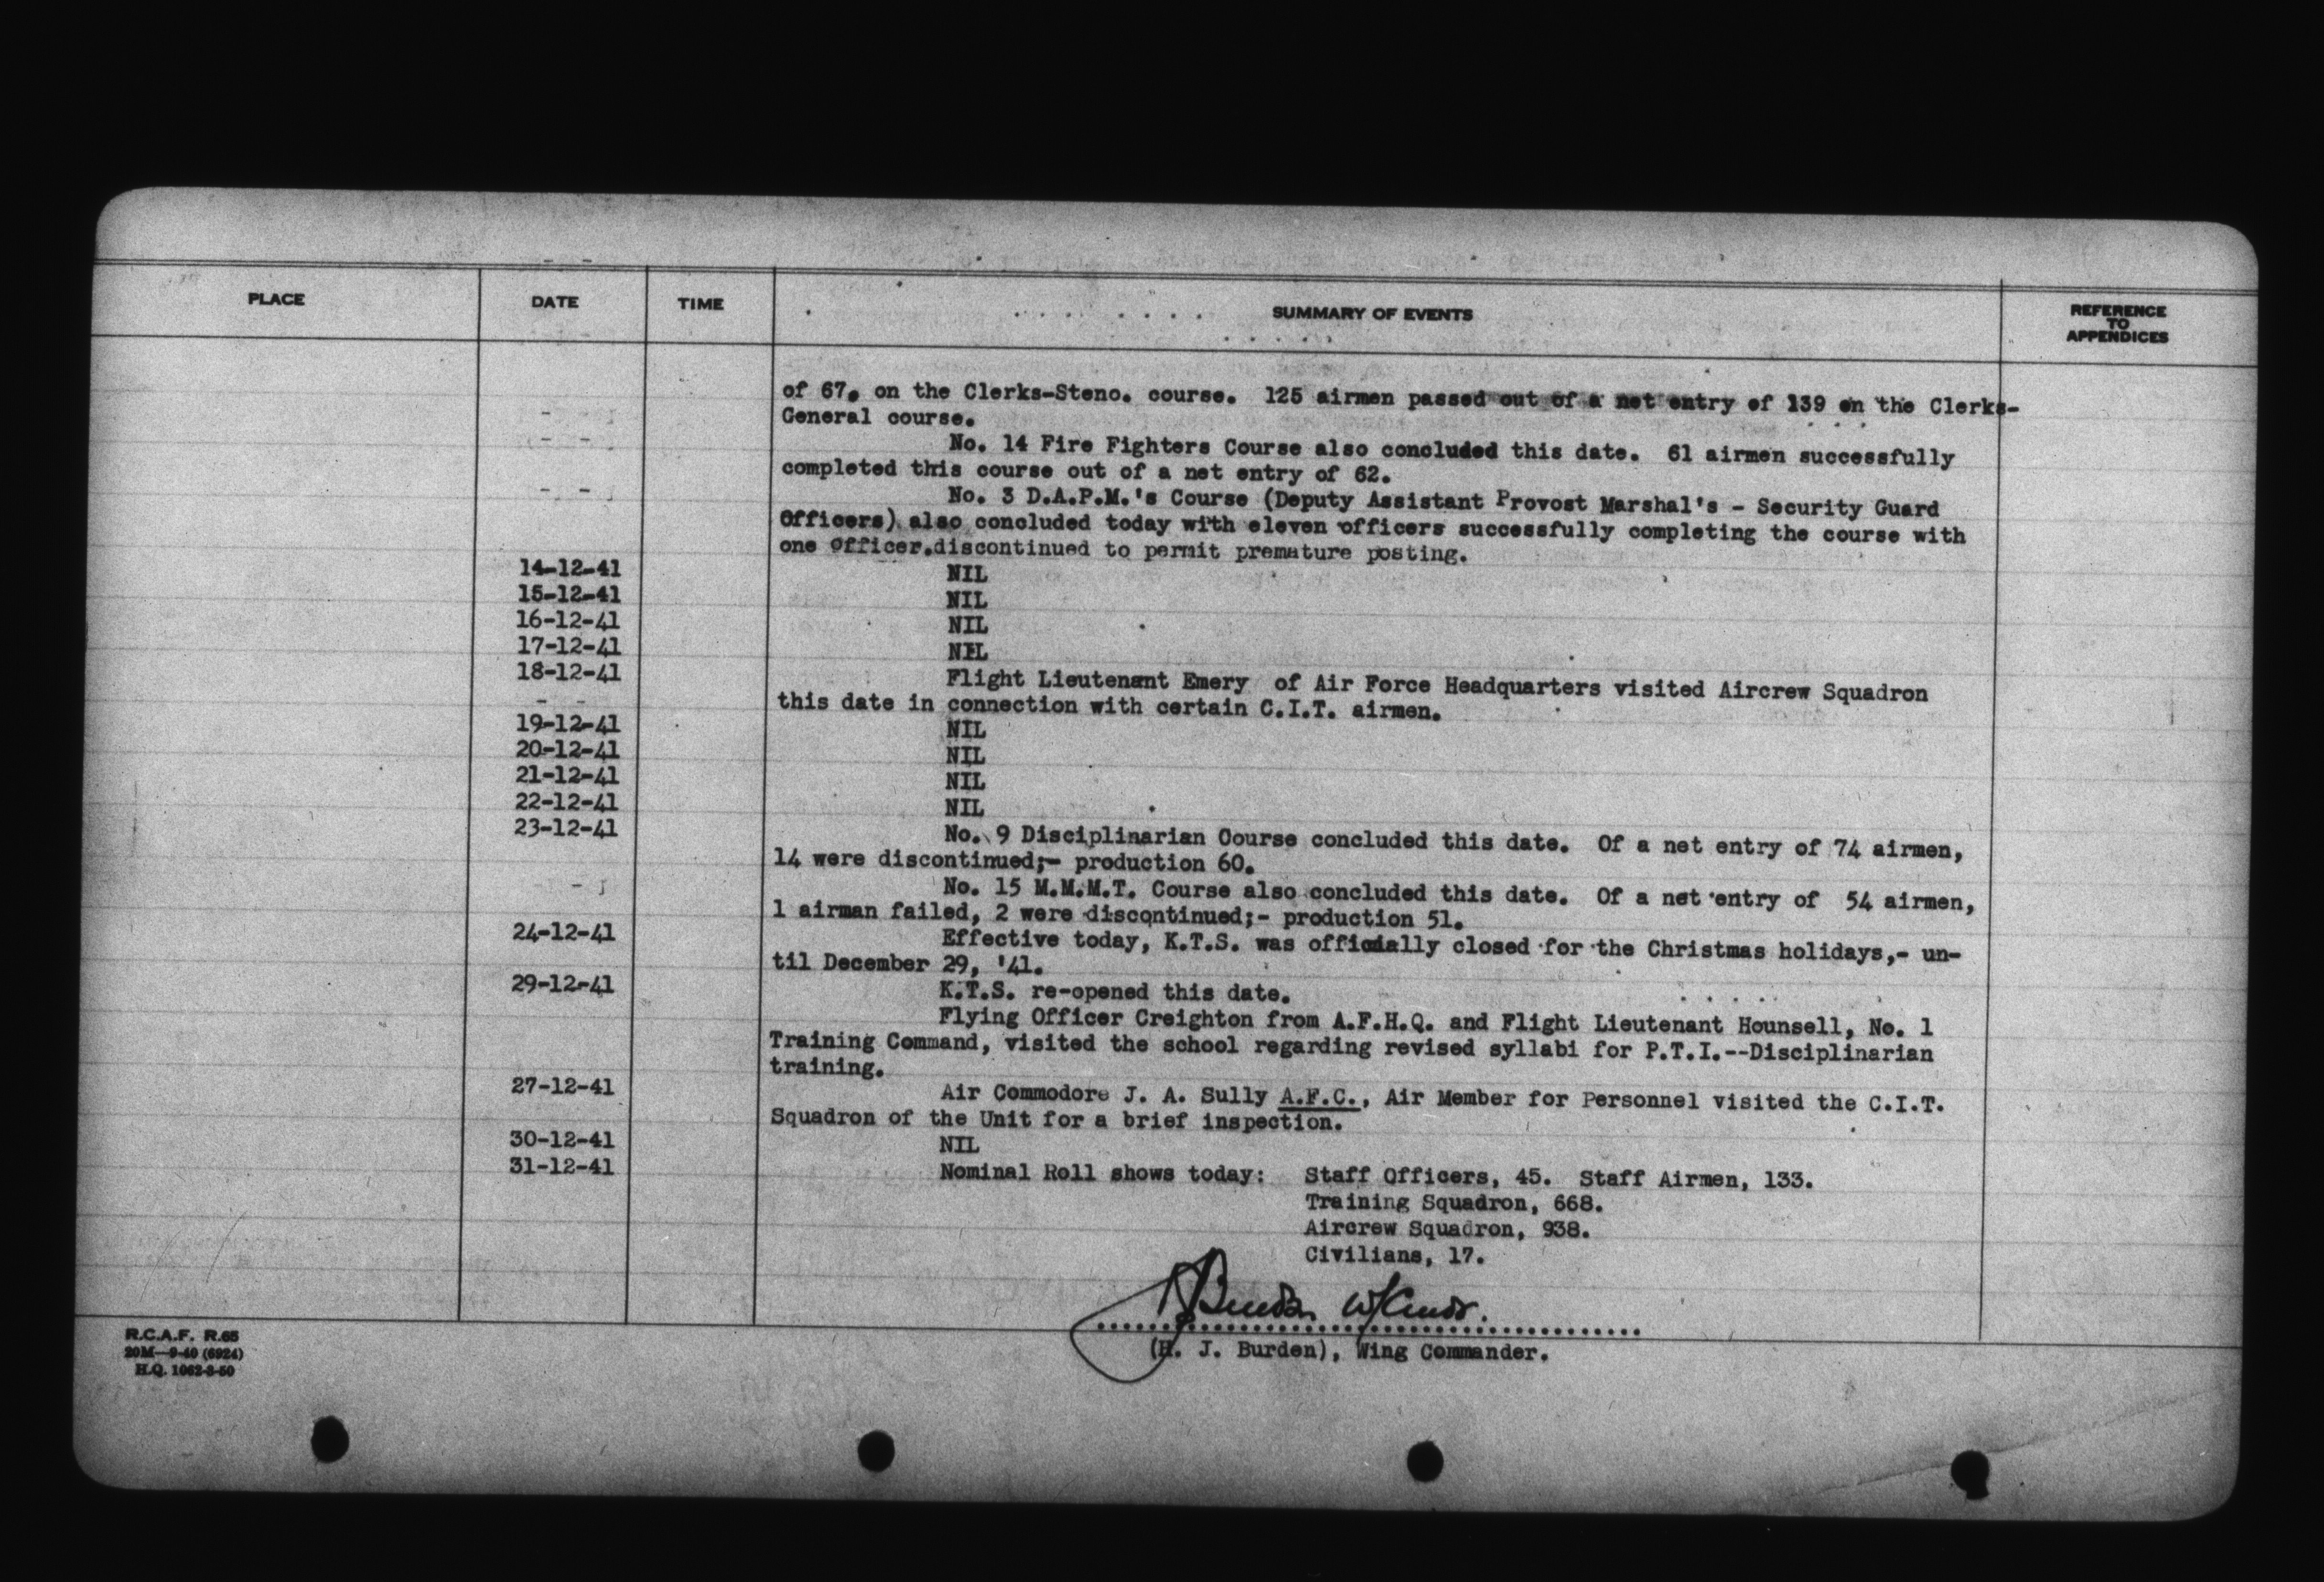 PLACE DATE TIME SUMMARY OF EVENTS REFERENCE TO APPENDICES
of 67. on the Clerks-Steno. course. 125 airmen passed out of a net entry of 139 on the Clerks-
General course.
No. 14 Fire Fighters Course also concluded this date. 61 airmen successfully
completed this course out of a net entry of 62.
No. 3 D.A.P.M.'s Course (Deputy Assistant Provost Marshal's - Security Guard
Officers) also concluded today with eleven officers successfully completing the course with
one officer.discontinued to permit premature posting.
14-12-41 NIL
15-12-41 NIL
16-12-41 NIL
17-12-41 NIL
18-12-41 Flight Lieutenant Emery of Air Force Headquarters visited Aircrew Squadron
this date in connection with certain C.I.T. airmen.
19-12-41 NIL
20-12-41 NIL
21-12-41 NIL
22-12-41 NIL
23-12-41 No. 9 Disciplinarian Course concluded this date. Of a net entry of 74 airmen,
14 were discontinued;- production 60.
No. 15 M.M.M.T. Course also concluded this date. Of a net entry of 54 airmen,
1 airman failed, 2 were discontinued;- production 51.
24-12-41 Effective today, K.T.S. was officially closed for the Christmas holidays,- un-
til December 29, '41.
29-12-41 K.T.S. re-opened this date.
Flying Officer Creighton from A.F.H.Q. and Flight Lieutenant Hounsell, No. 1
Training Command, visited the school regarding revised syllabi for P.T.I.--Disciplinarian
training.
27-12-41 Air Commodore J. A. Sully A.F.C., Air Member for Personnel visited the C.I.T.
Squadron of the Unit for a brief inspection.
30-12-41 NIL
31-12-41 Nominal Roll shows today: Staff Officers, 45. Staff Airmen, 133.
Training Squadron, 668.
Aircrew Squadron, 938.
Civilians, 17.
HJBurden W/Cmdr.
(H. J. Burden), Wing Commander.
R.C.A.F. R.65
20M—9-40 (6924)
H.Q. 1062-3-50